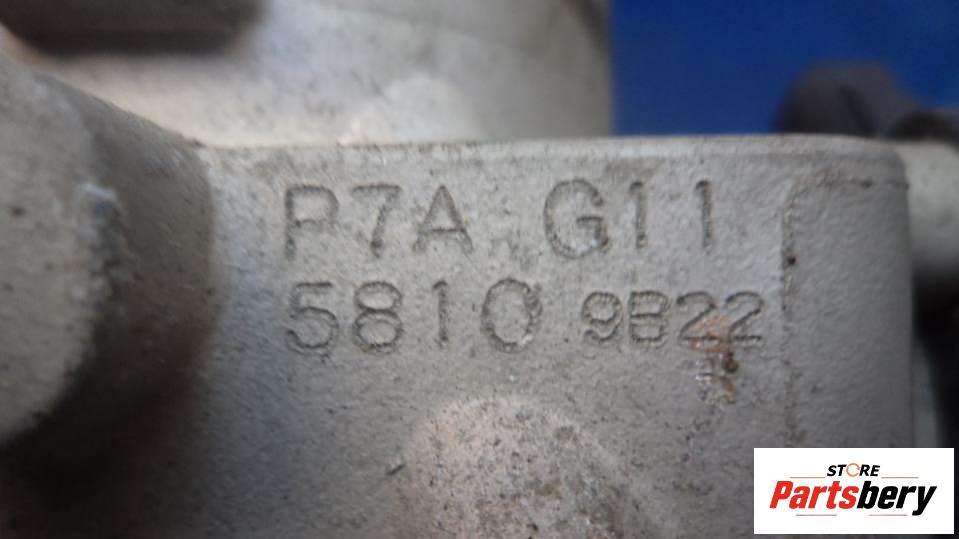 P7A G11
5810 9B22
STORE
Partsbery